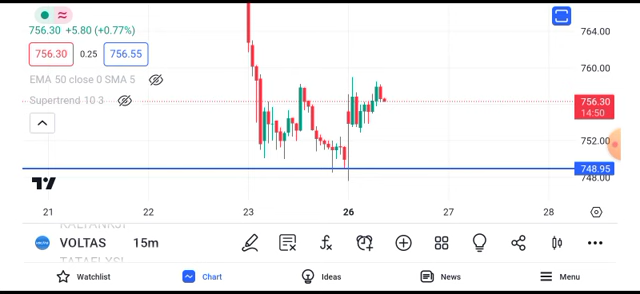 756.30 +5.80 (+0.77%)
756.30 0.25 756.55
EMA 50 close 0 SMA 5
Supertrend 10 3
764.00
760.00
756.30
14:50
752.00
748.95
748.00
21 22 23 26 27 28
VOLTAS 15m
Watchlist Chart Ideas News Menu